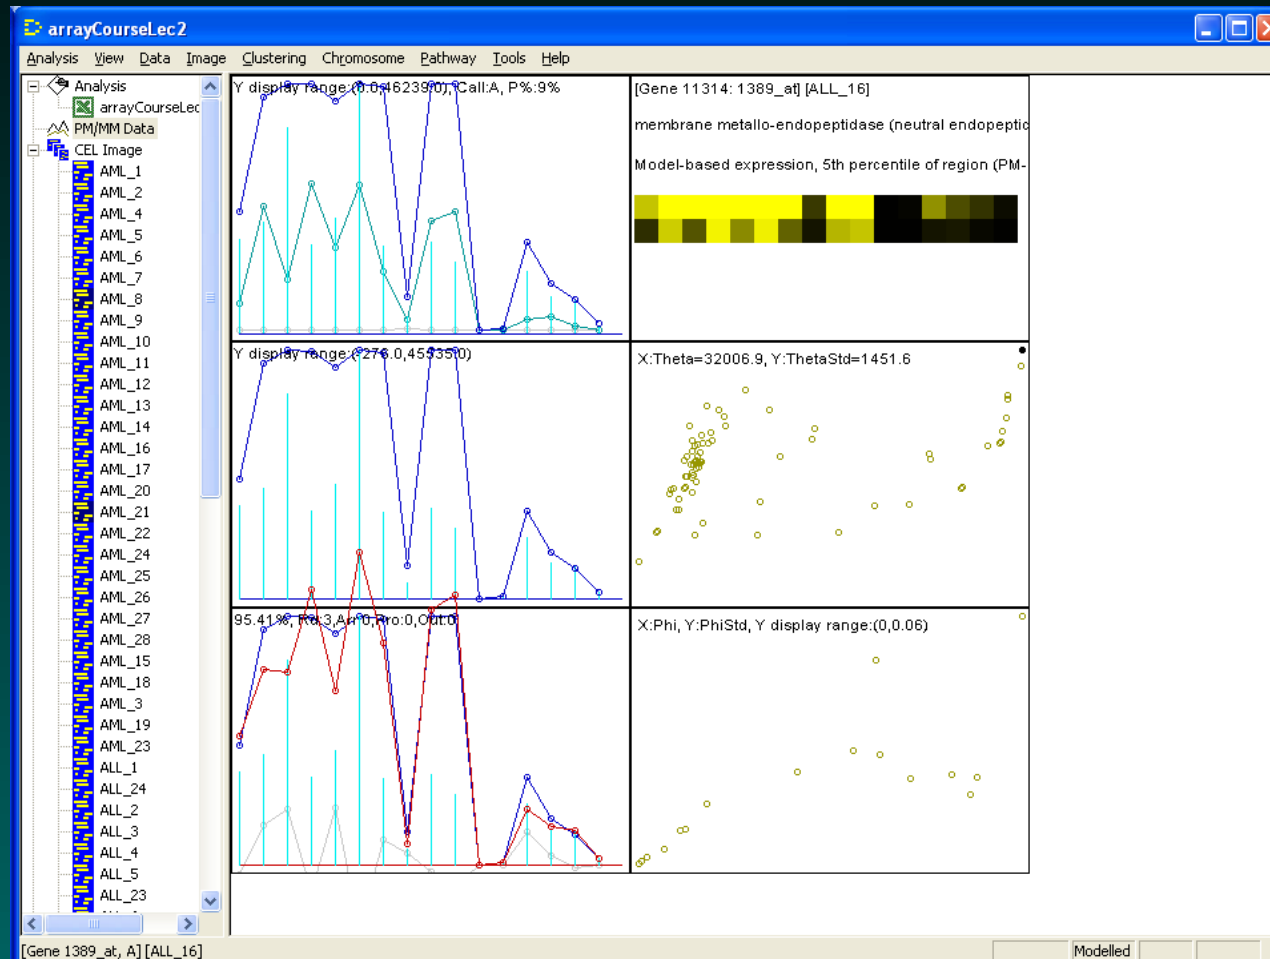 arrayCourseLec2
Analysis View Data Image Clustering Chromosome Pathway Tools Help
Analysis
arrayCourseLec
PM/MM Data
CEL Image
AML_1
AML_2
AML_4
AML_5
AML_6
AML_7
AML_8
AML_9
AML_10
AML_11
AML_12
AML_13
AML_14
AML_16
AML_17
AML_20
AML_21
AML_22
AML_24
AML_25
AML_26
AML_27
AML_28
AML_15
AML_18
AML_3
AML_19
AML_23
ALL_1
ALL_24
ALL_2
ALL_3
ALL_4
ALL_5
ALL_23
Y display range:(0.0,46239.0), Call:A, P%:9%
[Gene 11314: 1389_at] [ALL_16]
membrane metallo-endopeptidase (neutral endopeptic
Model-based expression, 5th percentile of region (PM-
Y display range:(-276.0,45535.0)
X:Theta=32006.9, Y:ThetaStd=1451.6
95.41%, Rd:3,Arr:0,Pro:0,Out:0
X:Phi, Y:PhiStd, Y display range:(0,0.06)
[Gene 1389_at, A] [ALL_16]
Modelled